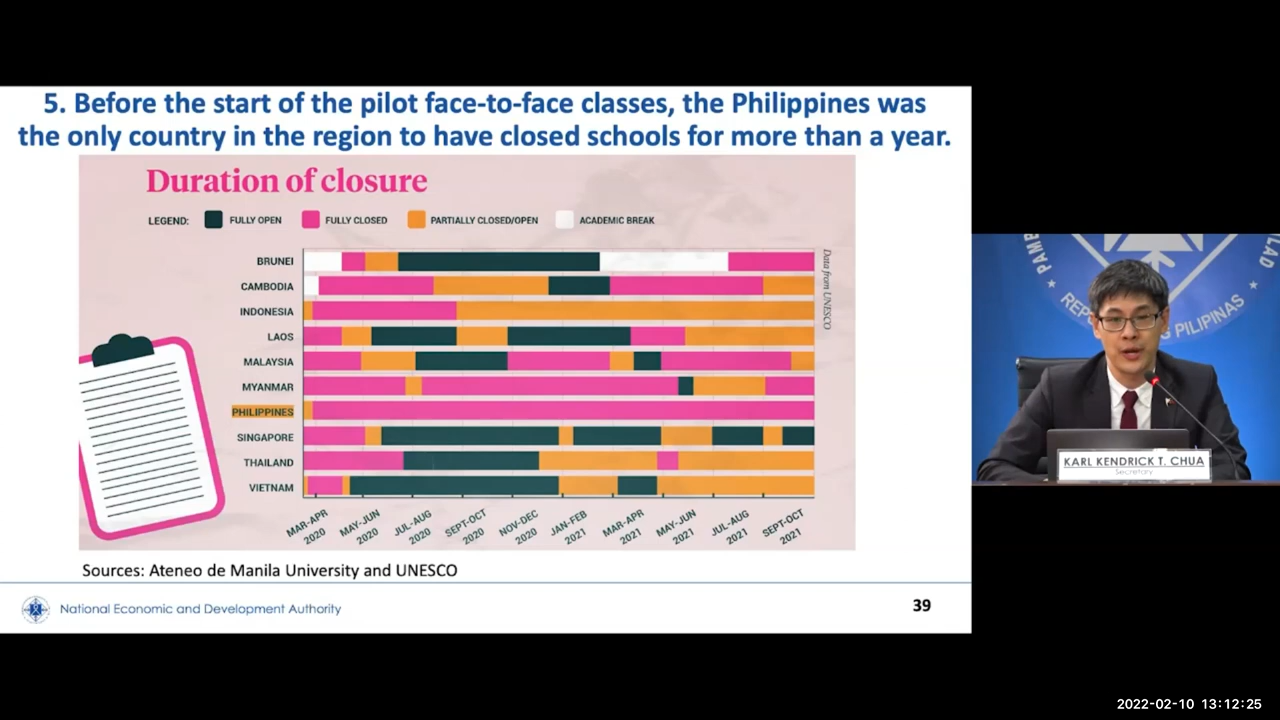 5. Before the start of the pilot face-to-face classes, the Philippines was
the only country in the region to have closed schools for more than a year.
Duration of closure
LEGEND: FULLY OPEN FULLY CLOSED PARTIALLY CLOSED/OPEN ACADEMIC BREAK
BRUNEI
CAMBODIA
INDONESIA
LAOS
MALAYSIA
MYANMAR
PHILIPPINES
SINGAPORE
THAILAND
VIETNAM
Data from UNESCO
MAR-APR 2020
MAY-JUN 2020
JUL-AUG 2020
SEPT-OCT 2020
NOV-DEC 2020
JAN-FEB 2021
MAR-APR 2021
MAY-JUN 2021
JUL-AUG 2021
SEPT-OCT 2021
Sources: Ateneo de Manila University and UNESCO
National Economic and Development Authority
39
PILIPINAS
KARL KENDRICK T. CHUA
Secretary
2022-02-10 13:12:25